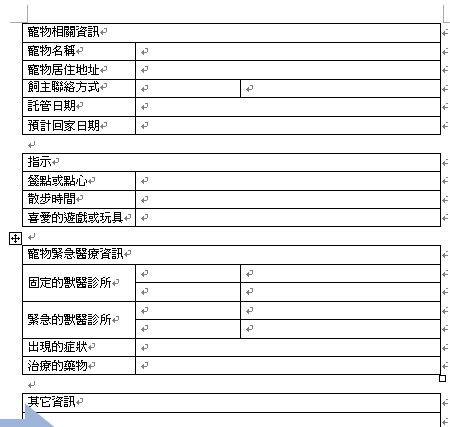 寵物相關資訊
寵物名稱
寵物居住地址
飼主聯絡方式
託管日期
預計回家日期
指示
餐點或點心
散步時間
喜愛的遊戲或玩具
寵物緊急醫療資訊
固定的獸醫診所
緊急的獸醫診所
出現的症狀
治療的藥物
其它資訊